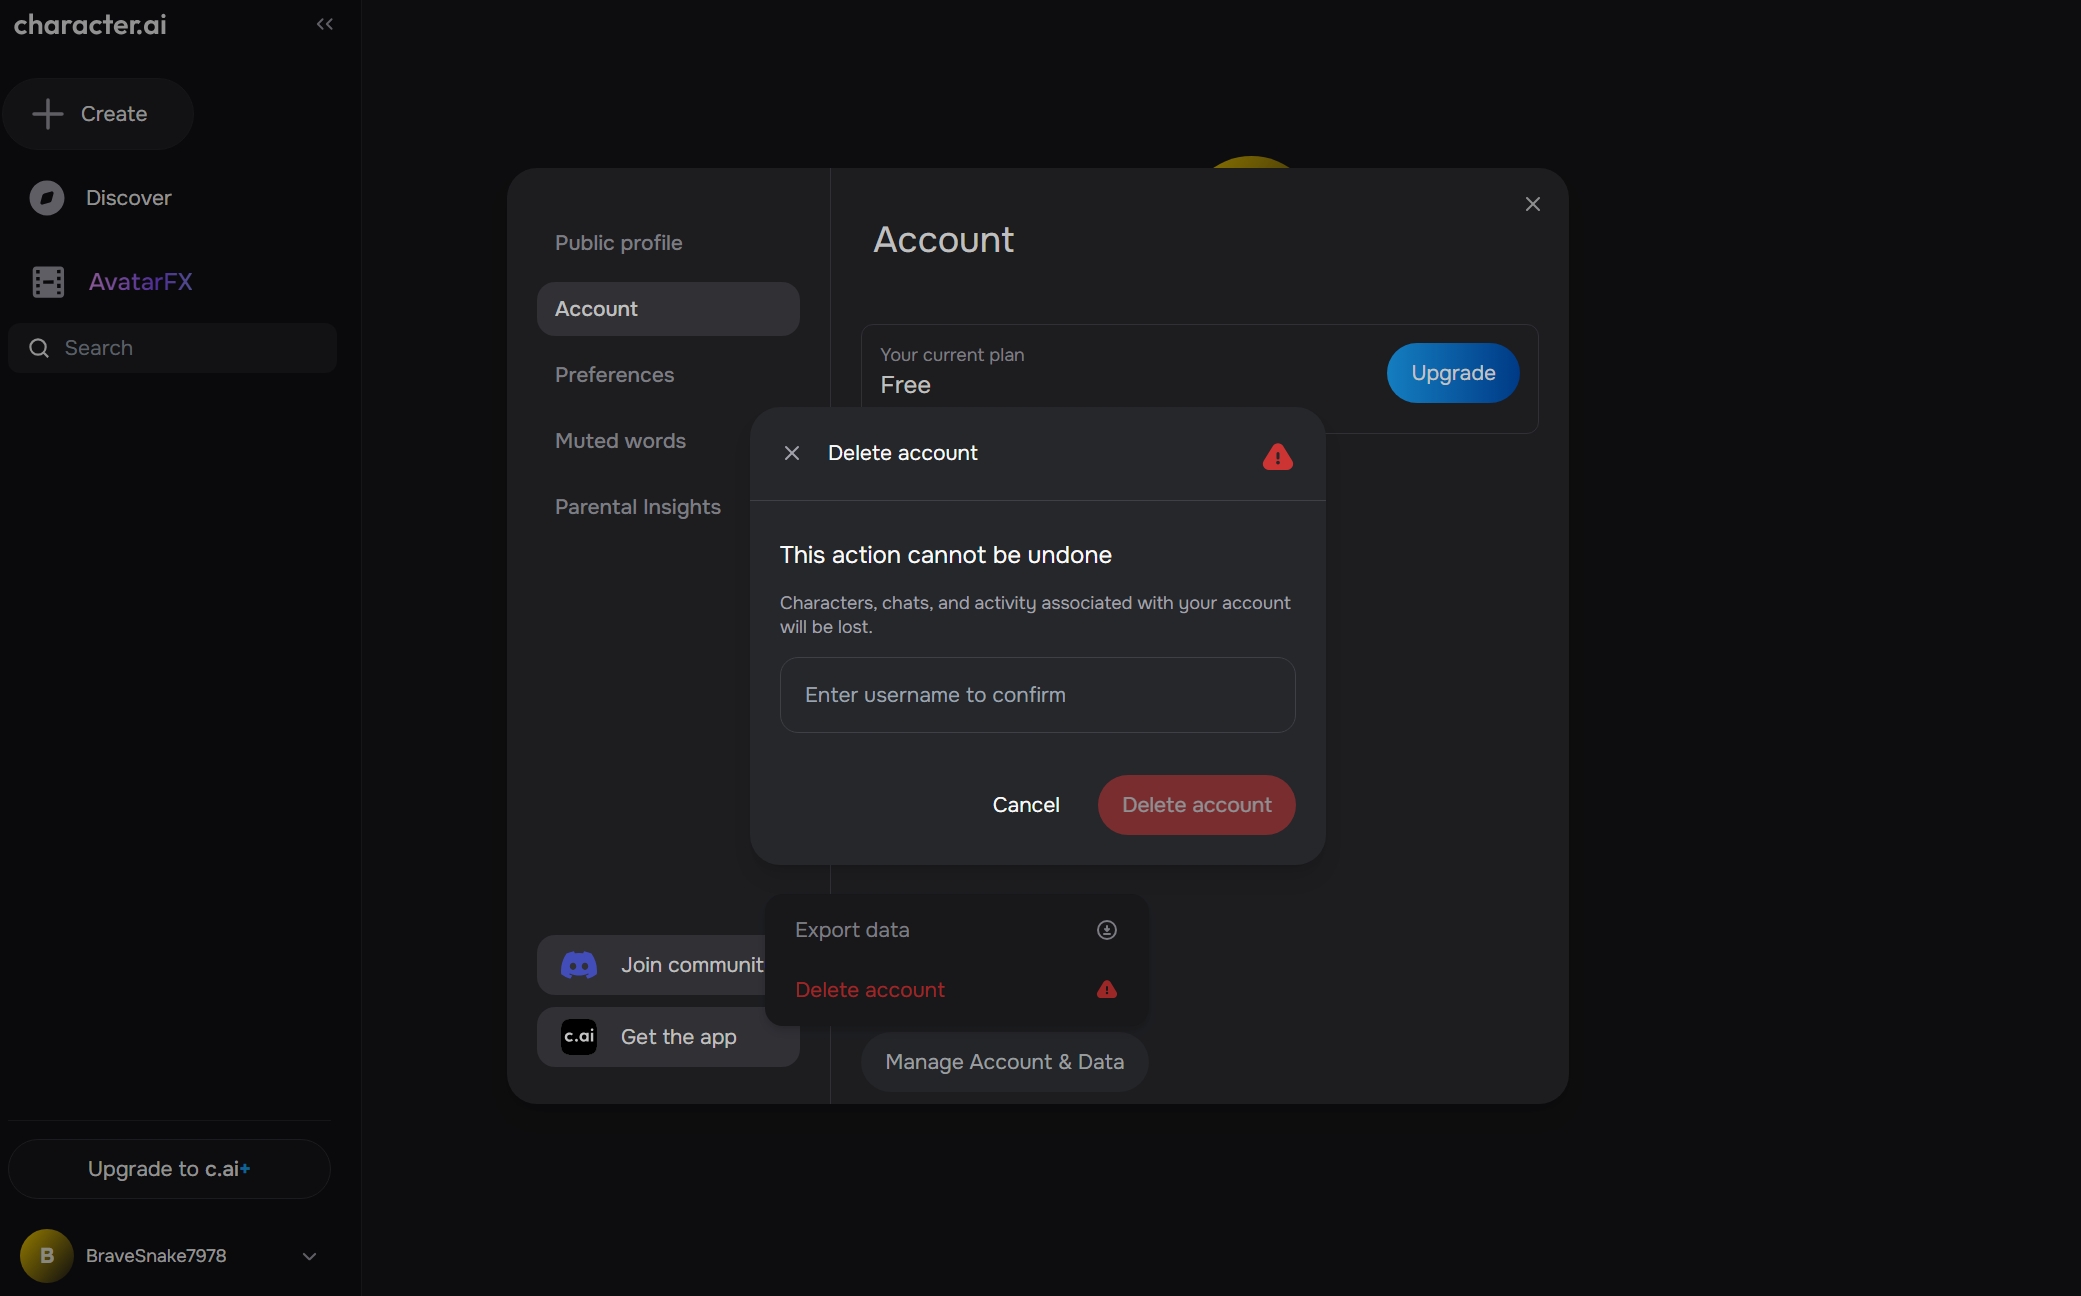 character.ai
Create
Discover
AvatarFX
Search
Upgrade to c.ai+
B
BraveSnake7978
Public profile
Account
Preferences
Muted words
Parental Insights
Join communit
c.ai
Get the app
Account
Your current plan
Free
Upgrade
Delete account
This action cannot be undone
Characters, chats, and activity associated with your account
will be lost.
Enter username to confirm
Cancel
Delete account
Export data
Delete account
Manage Account & Data